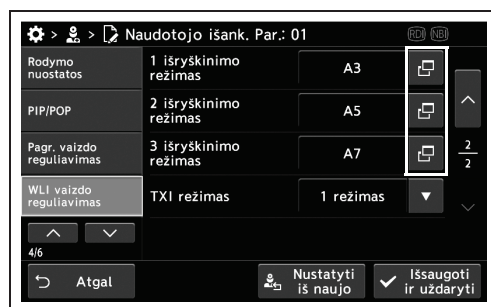 > > Naudotojo išank. Par.: 01 RDI NBI
Rodymo
nuostatos
1 išryškinimo
režimas
A3
PIP/POP
2 išryškinimo
režimas
A5
Pagr. vaizdo
reguliavimas
3 išryškinimo
režimas
A7
2
2
WLI vaizdo
reguliavimas
TXI režimas
1 režimas
4/6
Atgal
Nustatyti
iš naujo
Išsaugoti
ir uždaryti